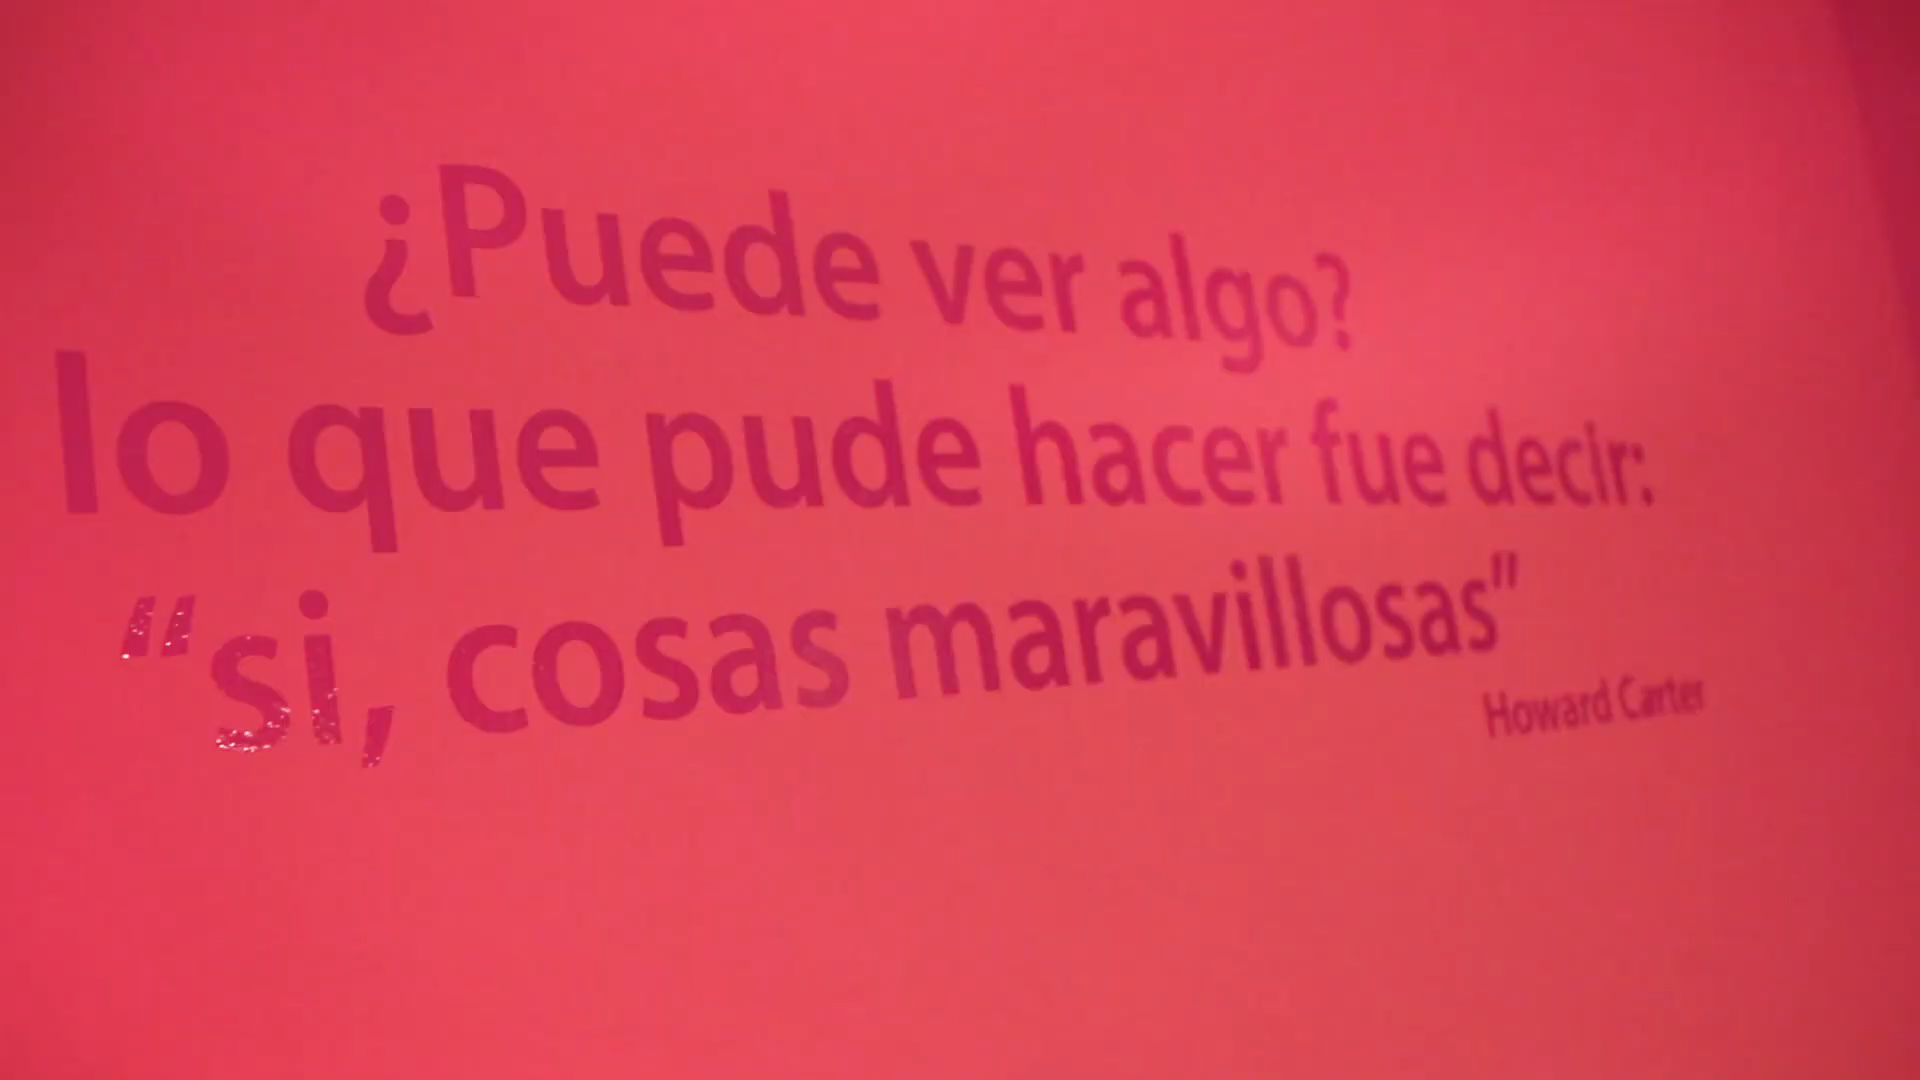 ¿Puede ver algo?
lo que pude hacer fue decir:
“si, cosas maravillosas”
Howard Carter